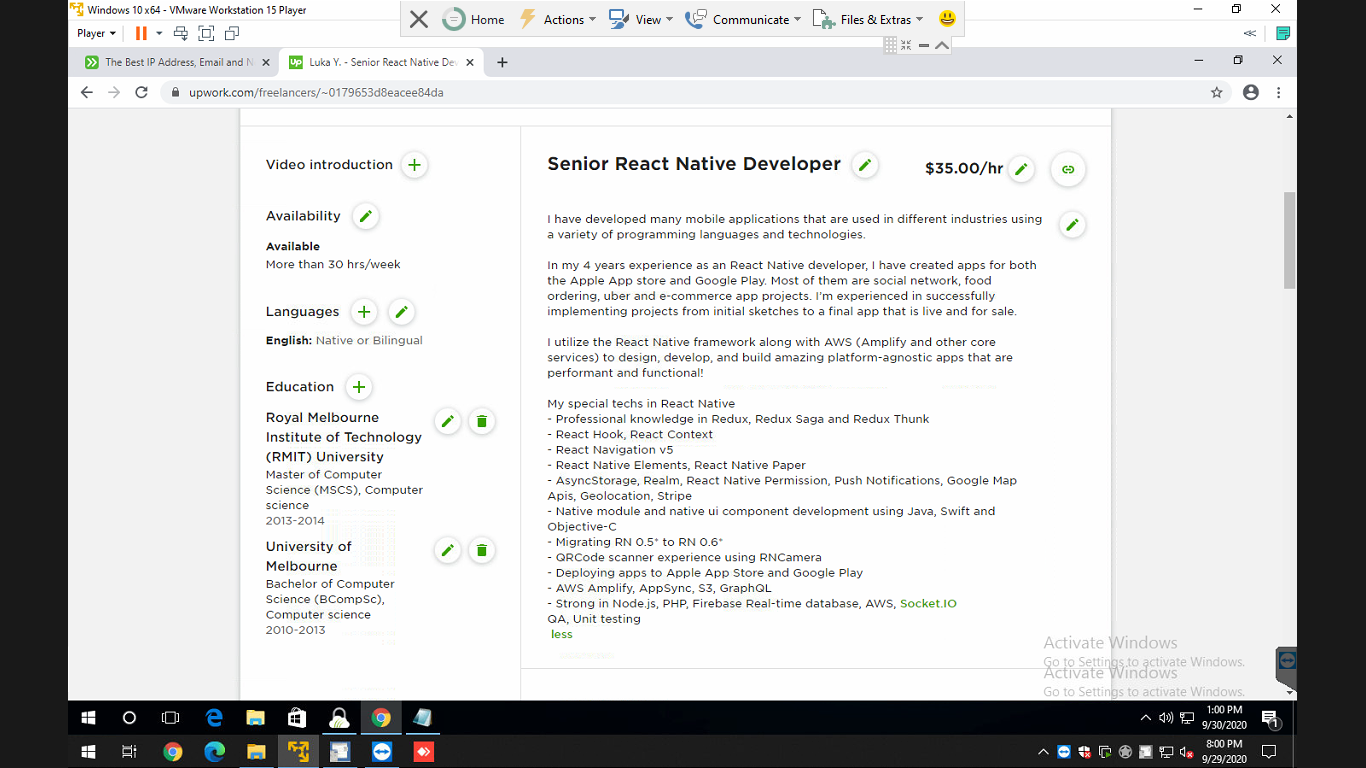 Windows 10 x64 - VMware Workstation 15 Player
Home Actions View Communicate Files & Extras
Player
The Best IP Address, Email and N
Luka Y. - Senior React Native Dev
upwork.com/freelancers/~0179653d8eacee84da
Video introduction
Availability
Available
More than 30 hrs/week
Languages
English: Native or Bilingual
Education
Royal Melbourne
Institute of Technology
(RMIT) University
Master of Computer
Science (MSCS), Computer
science
2013-2014
University of
Melbourne
Bachelor of Computer
Science (BCompSc),
Computer science
2010-2013
Senior React Native Developer
$35.00/hr
I have developed many mobile applications that are used in different industries using
a variety of programming languages and technologies.
In my 4 years experience as an React Native developer, I have created apps for both
the Apple App store and Google Play. Most of them are social network, food
ordering, uber and e-commerce app projects. I'm experienced in successfully
implementing projects from initial sketches to a final app that is live and for sale.
I utilize the React Native framework along with AWS (Amplify and other core
services) to design, develop, and build amazing platform-agnostic apps that are
performant and functional!
My special techs in React Native
- Professional knowledge in Redux, Redux Saga and Redux Thunk
- React Hook, React Context
- React Navigation v5
- React Native Elements, React Native Paper
- AsyncStorage, Realm, React Native Permission, Push Notifications, Google Map
Apis, Geolocation, Stripe
- Native module and native ui component development using Java, Swift and
Objective-C
- Migrating RN 0.5* to RN 0.6*
- QRCode scanner experience using RNCamera
- Deploying apps to Apple App Store and Google Play
- AWS Amplify, AppSync, S3, GraphQL
- Strong in Node.js, PHP, Firebase Real-time database, AWS, Socket.IO
QA, Unit testing
less
Activate Windows
Go to Settings to activate Windows.
Activate Windows
Go to Settings to activate Windows.
1:00 PM
9/30/2020
1
8:00 PM
9/29/2020